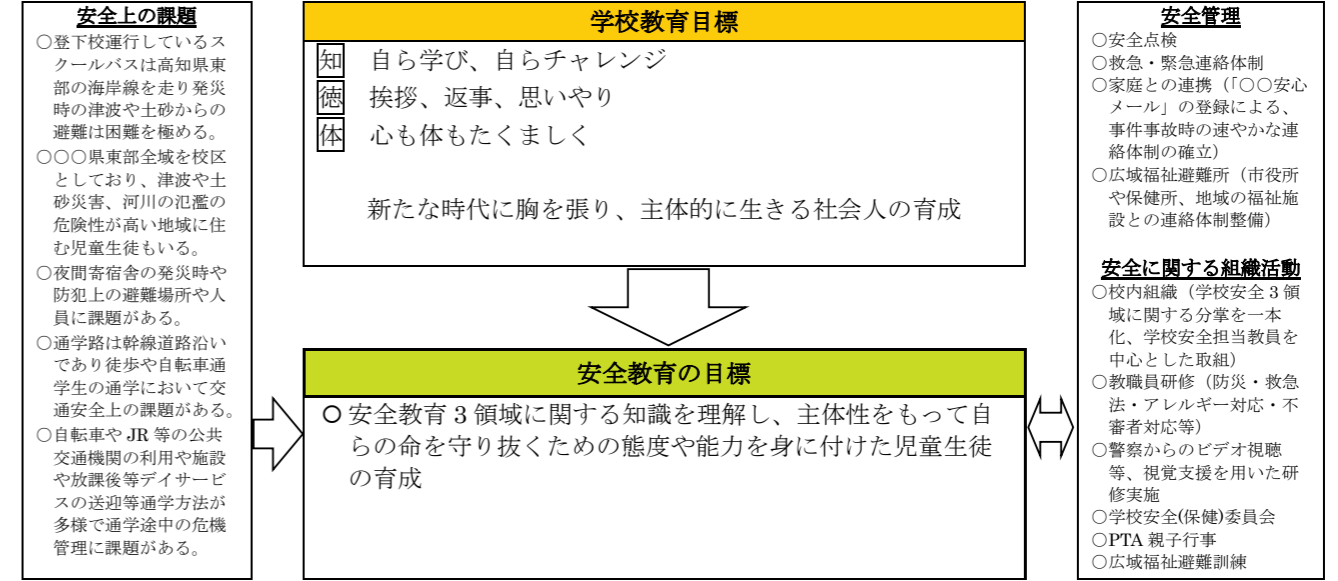 安全上の課題
○登下校運行しているス
クールバスは高知県東
部の海岸線を走り発災
時の津波や土砂からの
避難は困難を極める。
○○○県東部全域を校区
としており、津波や土
砂災害、河川の氾濫の
危険性が高い地域に住
む児童生徒もいる。
○夜間寄宿舎の発災時や
防犯上の避難場所や人
員に課題がある。
○通学路は幹線道路沿い
であり徒歩や自転車通
学生の通学において交
通安全上の課題がある。
○自転車や JR 等の公共
交通機関の利用や施設
や放課後等デイサービ
スの送迎等通学方法が
多様で通学途中の危機
管理に課題がある。
学校教育目標
知 自ら学び、自らチャレンジ
徳 挨拶、返事、思いやり
体 心も体もたくましく
新たな時代に胸を張り、主体的に生きる社会人の育成
安全教育の目標
○安全教育 3 領域に関する知識を理解し、主体性をもって自
らの命を守り抜くための態度や能力を身に付けた児童生徒
の育成
安全管理
○安全点検
○救急・緊急連絡体制
○家庭との連携（「○○安心
メール」の登録による、
事件事故時の速やかな連
絡体制の確立）
○広域福祉避難所（市役所
や保健所、地域の福祉施
設との連絡体制整備）
安全に関する組織活動
○校内組織（学校安全 3 領
域に関する分掌を一本
化、学校安全担当教員を
中心とした取組）
○教職員研修（防災・救急
法・アレルギー対応・不
審者対応等）
○警察からのビデオ視聴
等、視覚支援を用いた研
修実施
○学校安全(保健)委員会
○PTA 親子行事
○広域福祉避難訓練